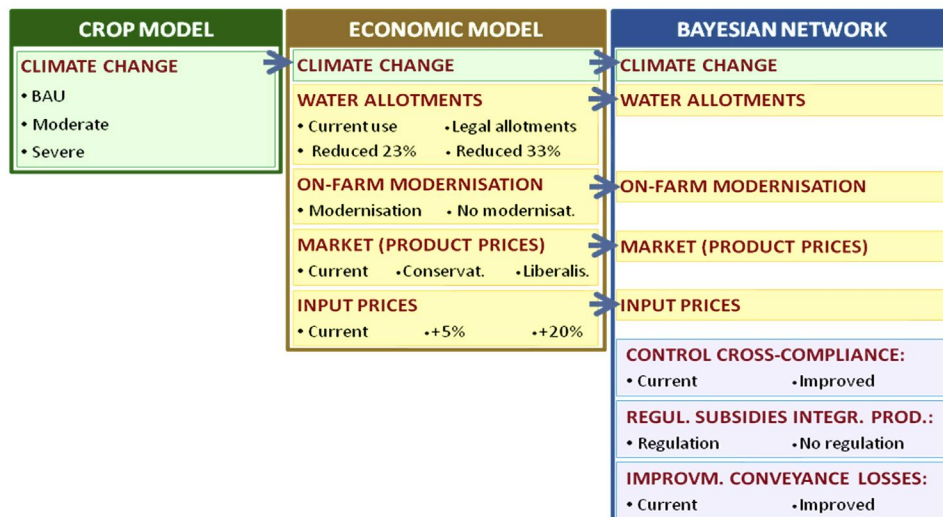 CROP MODEL
CLIMATE CHANGE
• BAU
• Moderate
• Severe
ECONOMIC MODEL
CLIMATE CHANGE
WATER ALLOTMENTS
• Current use •Legal allotments
• Reduced 23% • Reduced 33%
ON-FARM MODERNISATION
• Modernisation • No modernisat.
MARKET (PRODUCT PRICES)
• Current •Conservat. •Liberalis.
INPUT PRICES
• Current •+5% •+20%
BAYESIAN NETWORK
CLIMATE CHANGE
WATER ALLOTMENTS
ON-FARM MODERNISATION
MARKET (PRODUCT PRICES)
INPUT PRICES
CONTROL CROSS-COMPLIANCE:
• Current •Improved
REGUL. SUBSIDIES INTEGR. PROD.:
• Regulation •No regulation
IMPROVM. CONVEYANCE LOSSES:
• Current •Improved